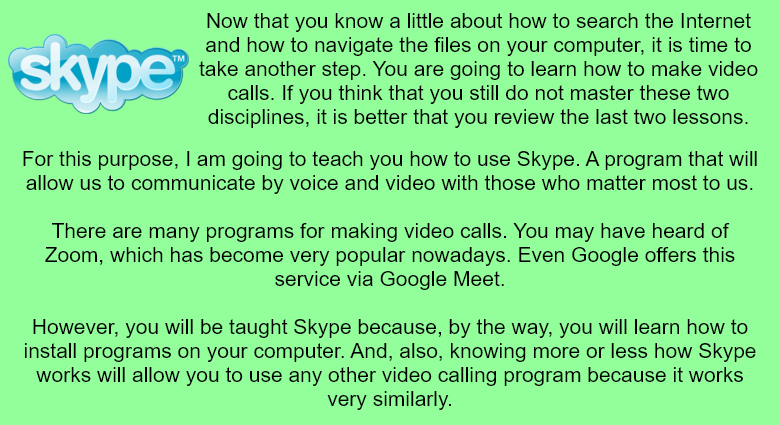 Now that you know a little about how to search the Internet
and how to navigate the files on your computer, it is time to
skype™
take another step. You are going to learn how to make video
calls. If you think that you still do not master these two
disciplines, it is better that you review the last two lessons.
For this purpose, I am going to teach you how to use Skype. A program that will
allow us to communicate by voice and video with those who matter most to us.
There are many programs for making video calls. You may have heard of
Zoom, which has become very popular nowadays. Even Google offers this
service via Google Meet.
However, you will be taught Skype because, by the way, you will learn how to
install programs on your computer. And, also, knowing more or less how Skype
works will allow you to use any other video calling program because it works
very similarly.